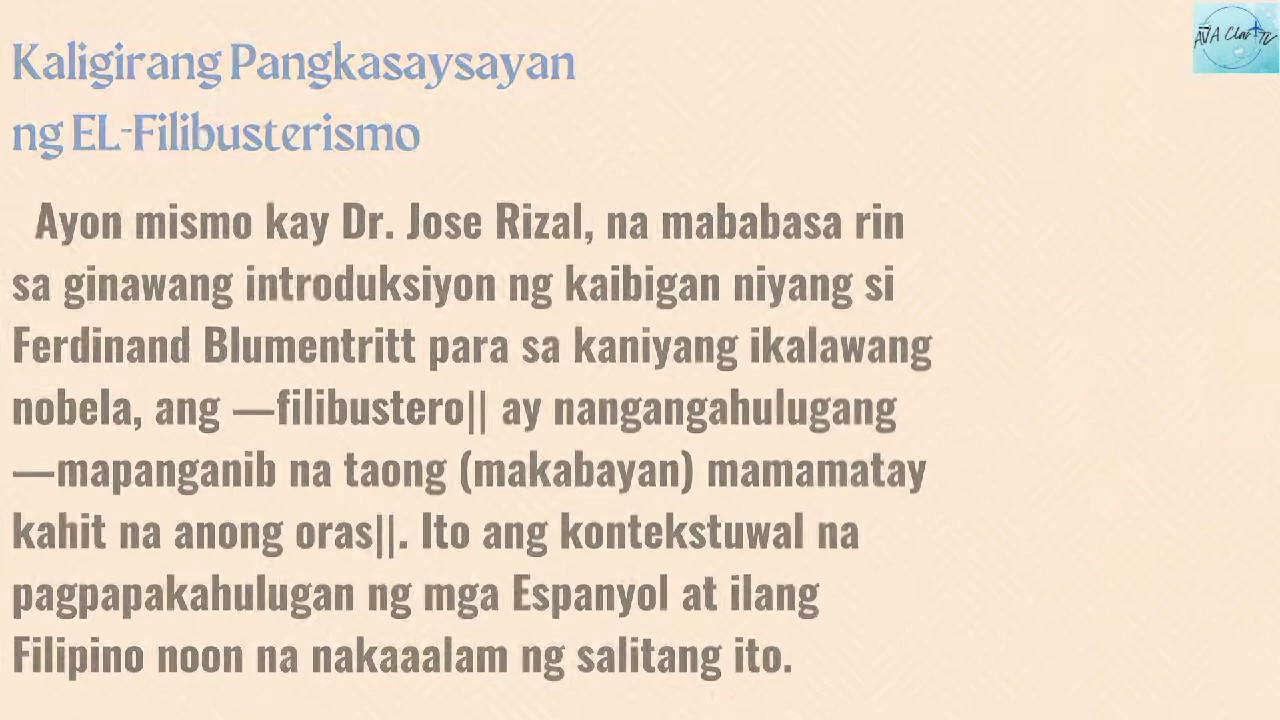 Kaligirang Pangkasaysayan
ng EL-Filibusterismo
Ayon mismo kay Dr. Jose Rizal, na mababasa rin
sa ginawang introduksiyon ng kaibigan niyang si
Ferdinand Blumentritt para sa kaniyang ikalawang
nobela, ang —filibustero|| ay nangangahulugang
—mapanganib na taong (makabayan) mamamatay
kahit na anong oras||. Ito ang kontekstuwal na
pagpapakahulugan ng mga Espanyol at ilang
Filipino noon na nakaaalam ng salitang ito.